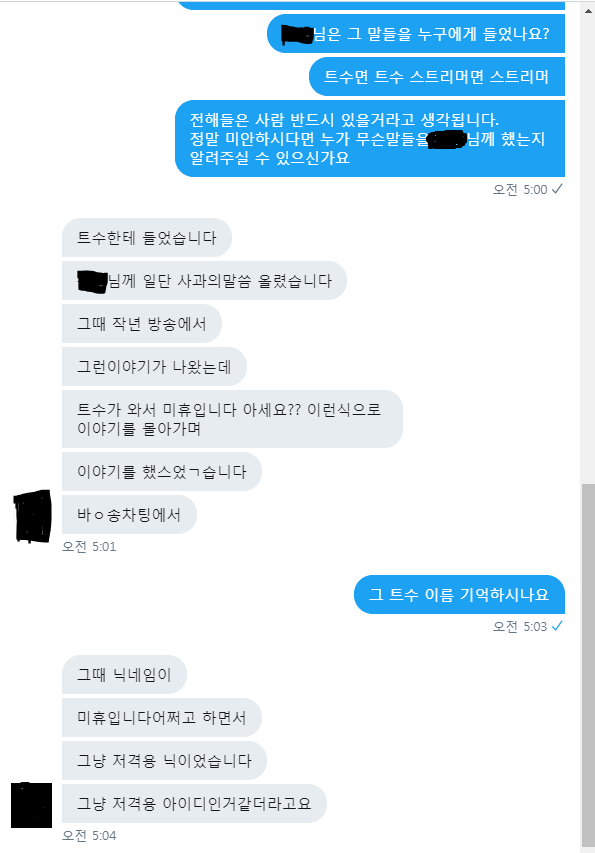 님은 그 말들을 누구에게 들었나요?
트수면 트수 스트리머면 스트리머
전해들은 사람 반드시 있을거라고 생각됩니다.
정말 미안하시다면 누가 무슨말들을 님께 했는지
알려주실 수 있으신가요
오전 5:00
트수한테 들었습니다
님께 일단 사과의말씀 올렸습니다
그때 작년 방송에서
그런이야기가 나왔는데
트수가 와서 미휴입니다 아세요?? 이런식으로
이야기를 몰아가며
이야기를 했스었ㄱ습니다
바ㅇ송차팅에서
오전 5:01
그 트수 이름 기억하시나요
오전 5:03
그때 닉네임이
미휴입니다어쩌고 하면서
그냥 저격용 닉이었습니다
그냥 저격용 아이디인거같더라고요
오전 5:04